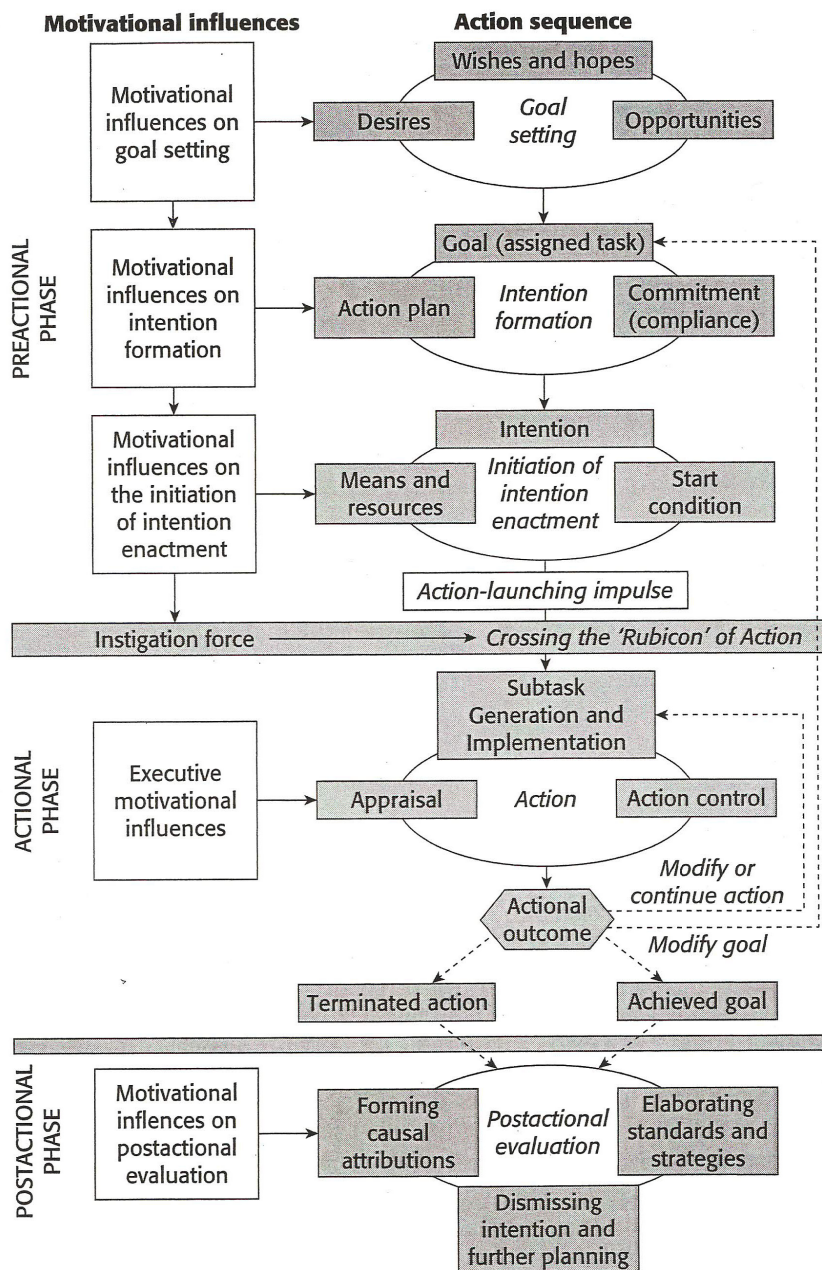 Motivational influences
Action sequence
Motivational
influences on
goal setting
Wishes and hopes
Desires
Goal
setting
Opportunities
PREACTIONAL
PHASE
Motivational
influences on
intention
formation
Goal (assigned task)
Action plan
Intention
formation
Commitment
(compliance)
Motivational
influences on
the initiation
of intention
enactment
Intention
Means and
resources
Initiation of
intention
enactment
Start
condition
Action-launching impulse
Instigation force
Crossing the ‘Rubicon’ of Action
ACTIONAL
PHASE
Executive
motivational
influences
Subtask
Generation and
Implementation
Appraisal
Action
Action control
Modify or
continue action
Actional
outcome
Modify goal
Terminated action
Achieved goal
POSTACTIONAL
PHASE
Motivational
inflences on
postactional
evaluation
Forming
causal
attributions
Postactional
evaluation
Elaborating
standards and
strategies
Dismissing
intention and
further planning